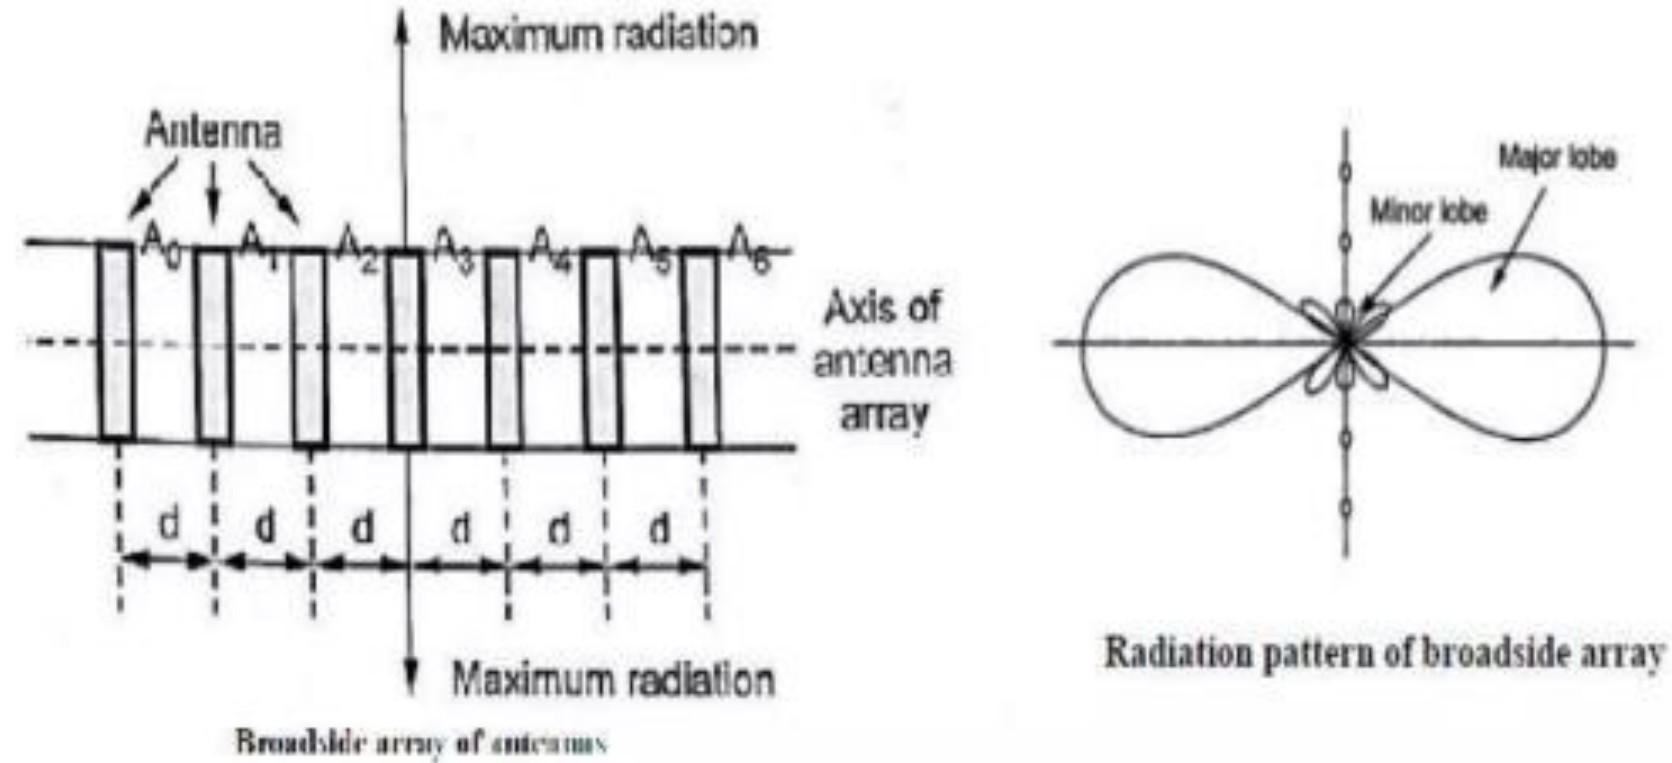 Maximum radiation
Antenna
A0 A1 A2 A3 A4 A5 A6
Axis of
antenna
array
d d d d d d
Maximum radiation
Broadside array of antennas
Major lobe
Minor lobe
Radiation pattern of broadside array